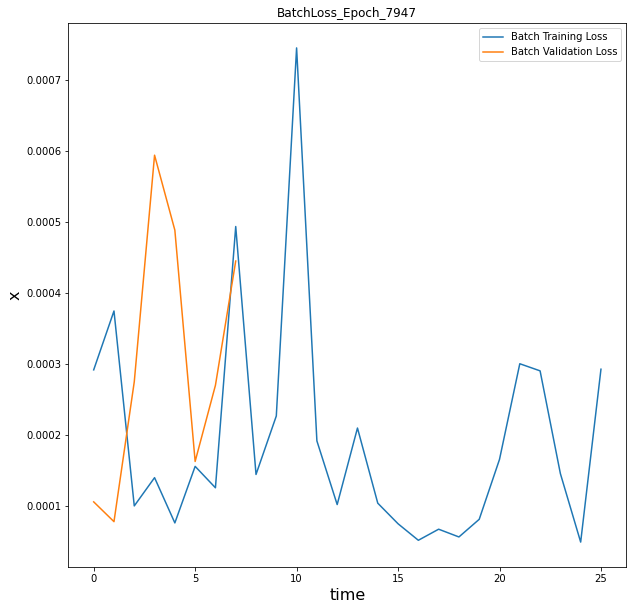 BatchLoss_Epoch_7947
Batch Training Loss
Batch Validation Loss
0.0007
0.0006
0.0005
0.0004
0.0003
0.0002
0.0001
x
0 5 10 15 20 25
time